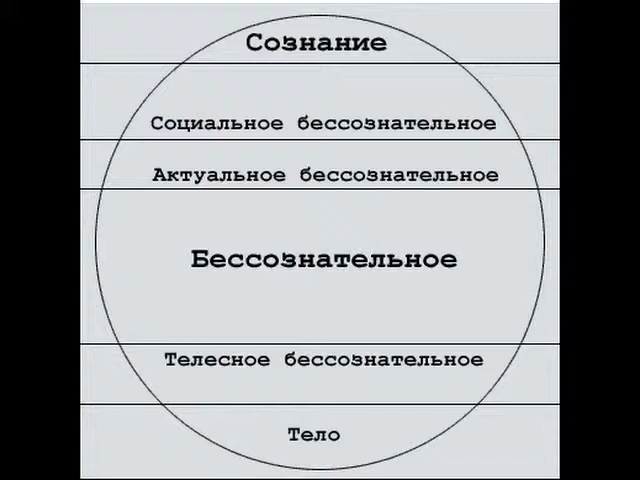 Сознание
Социальное бессознательное
Актуальное бессознательное
Бессознательное
Телесное бессознательное
Тело